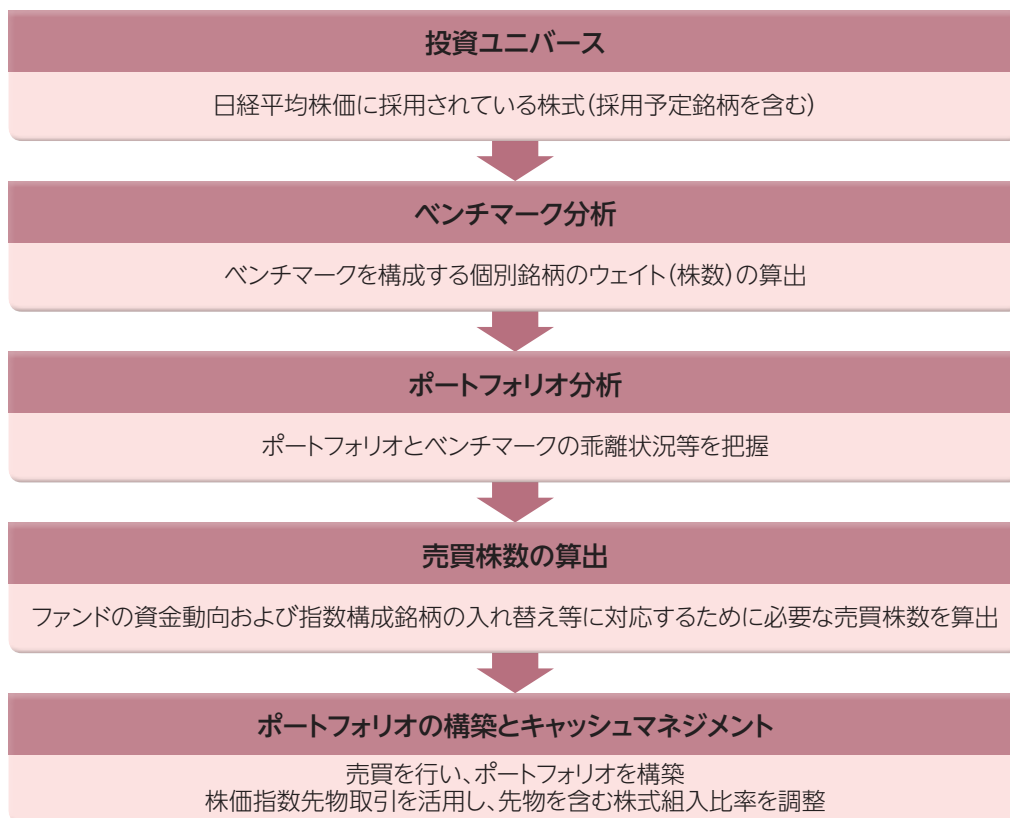 投資ユニバース
日経平均株価に採用されている株式(採用予定銘柄を含む)
ベンチマーク分析
ベンチマークを構成する個別銘柄のウェイト(株数)の算出
ポートフォリオ分析
ポートフォリオとベンチマークの乖離状況等を把握
売買株数の算出
ファンドの資金動向および指数構成銘柄の入れ替え等に対応するために必要な売買株数を算出
ポートフォリオの構築とキャッシュマネジメント
売買を行い、ポートフォリオを構築
株価指数先物取引を活用し、先物を含む株式組入比率を調整